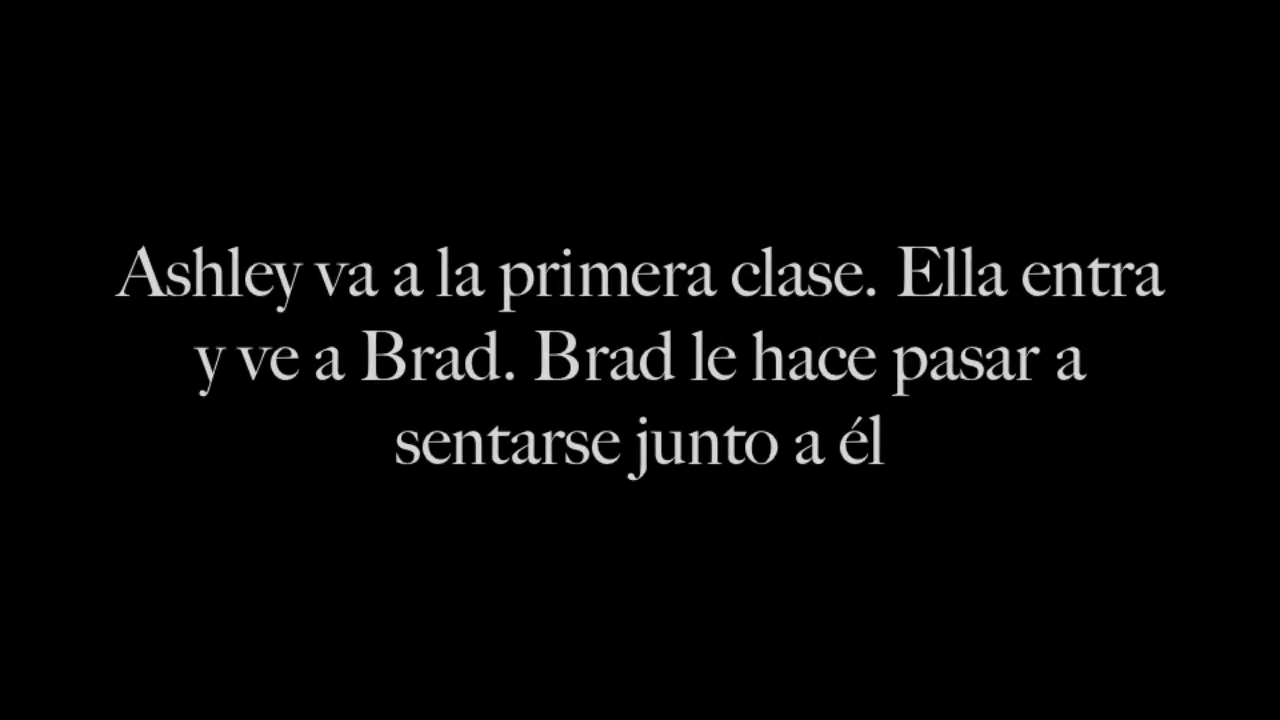 Ashley va a la primera clase. Ella entra
y ve a Brad. Brad le hace pasar a
sentarse junto a él